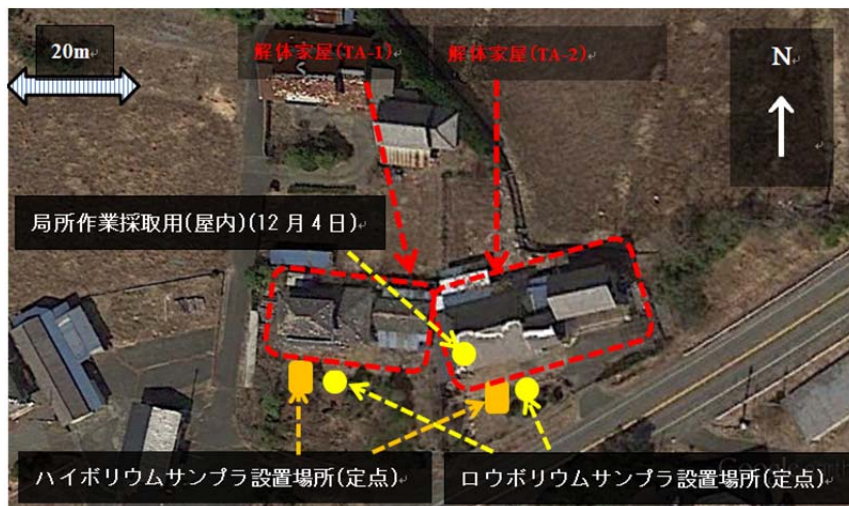 20m
解体家屋(TA-1)
解体家屋(TA-2)
N
局所作業採取用(屋内)(12月4日)
ハイボリウムサンプラ設置場所(定点)
ロウボリウムサンプラ設置場所(定点)